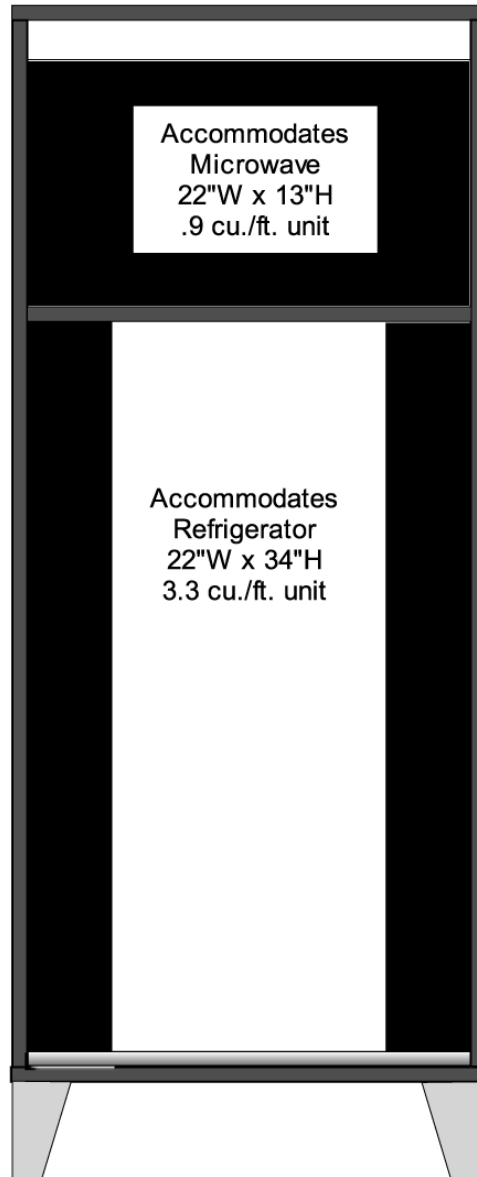 Accommodates
Microwave
22"W x 13"H
.9 cu./ft. unit
Accommodates
Refrigerator
22"W x 34"H
3.3 cu./ft. unit